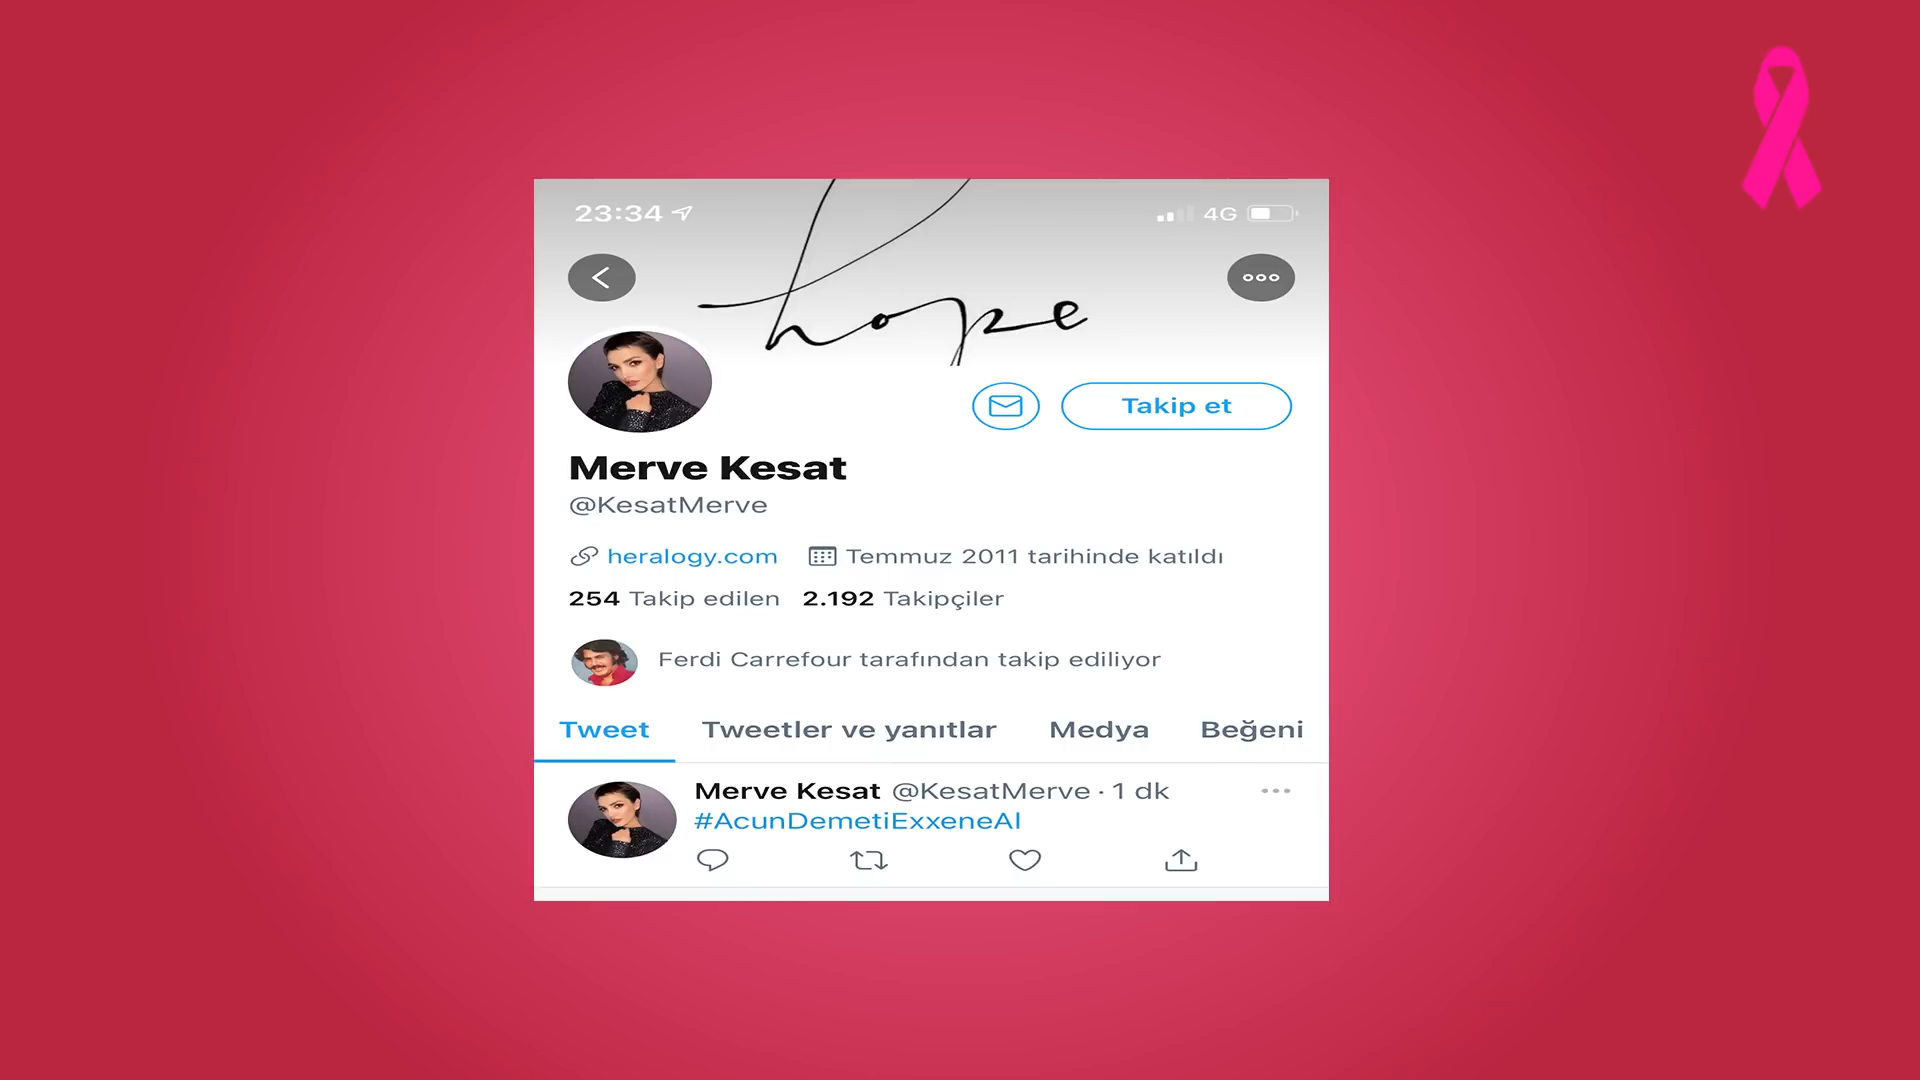 23:34
4G
hope
Takip et
Merve Kesat
@KesatMerve
heralogy.com Temmuz 2011 tarihinde katıldı
254 Takip edilen 2.192 Takipçiler
Ferdi Carrefour tarafından takip ediliyor
Tweet Tweetler ve yanıtlar Medya Beğeni
Merve Kesat @KesatMerve · 1 dk
#AcunDemetiExxeneAl